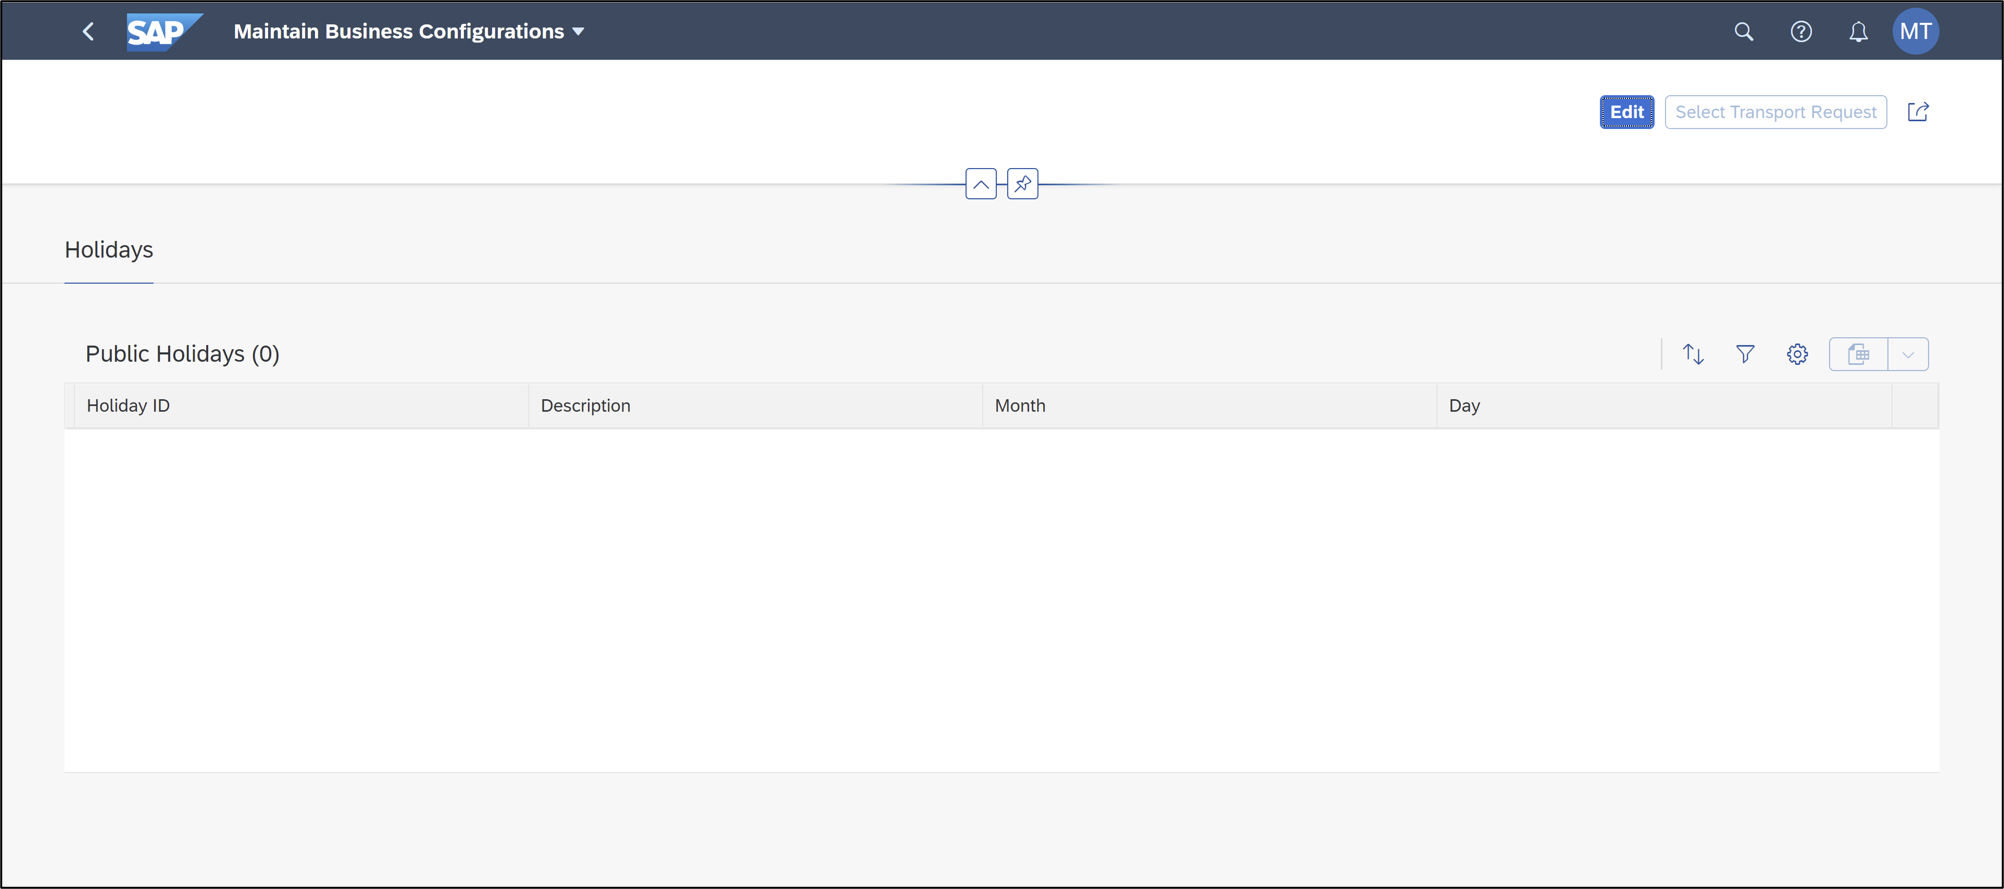 SAP Maintain Business Configurations MT
Edit Select Transport Request
Holidays
Public Holidays (0)
Holiday ID Description Month Day